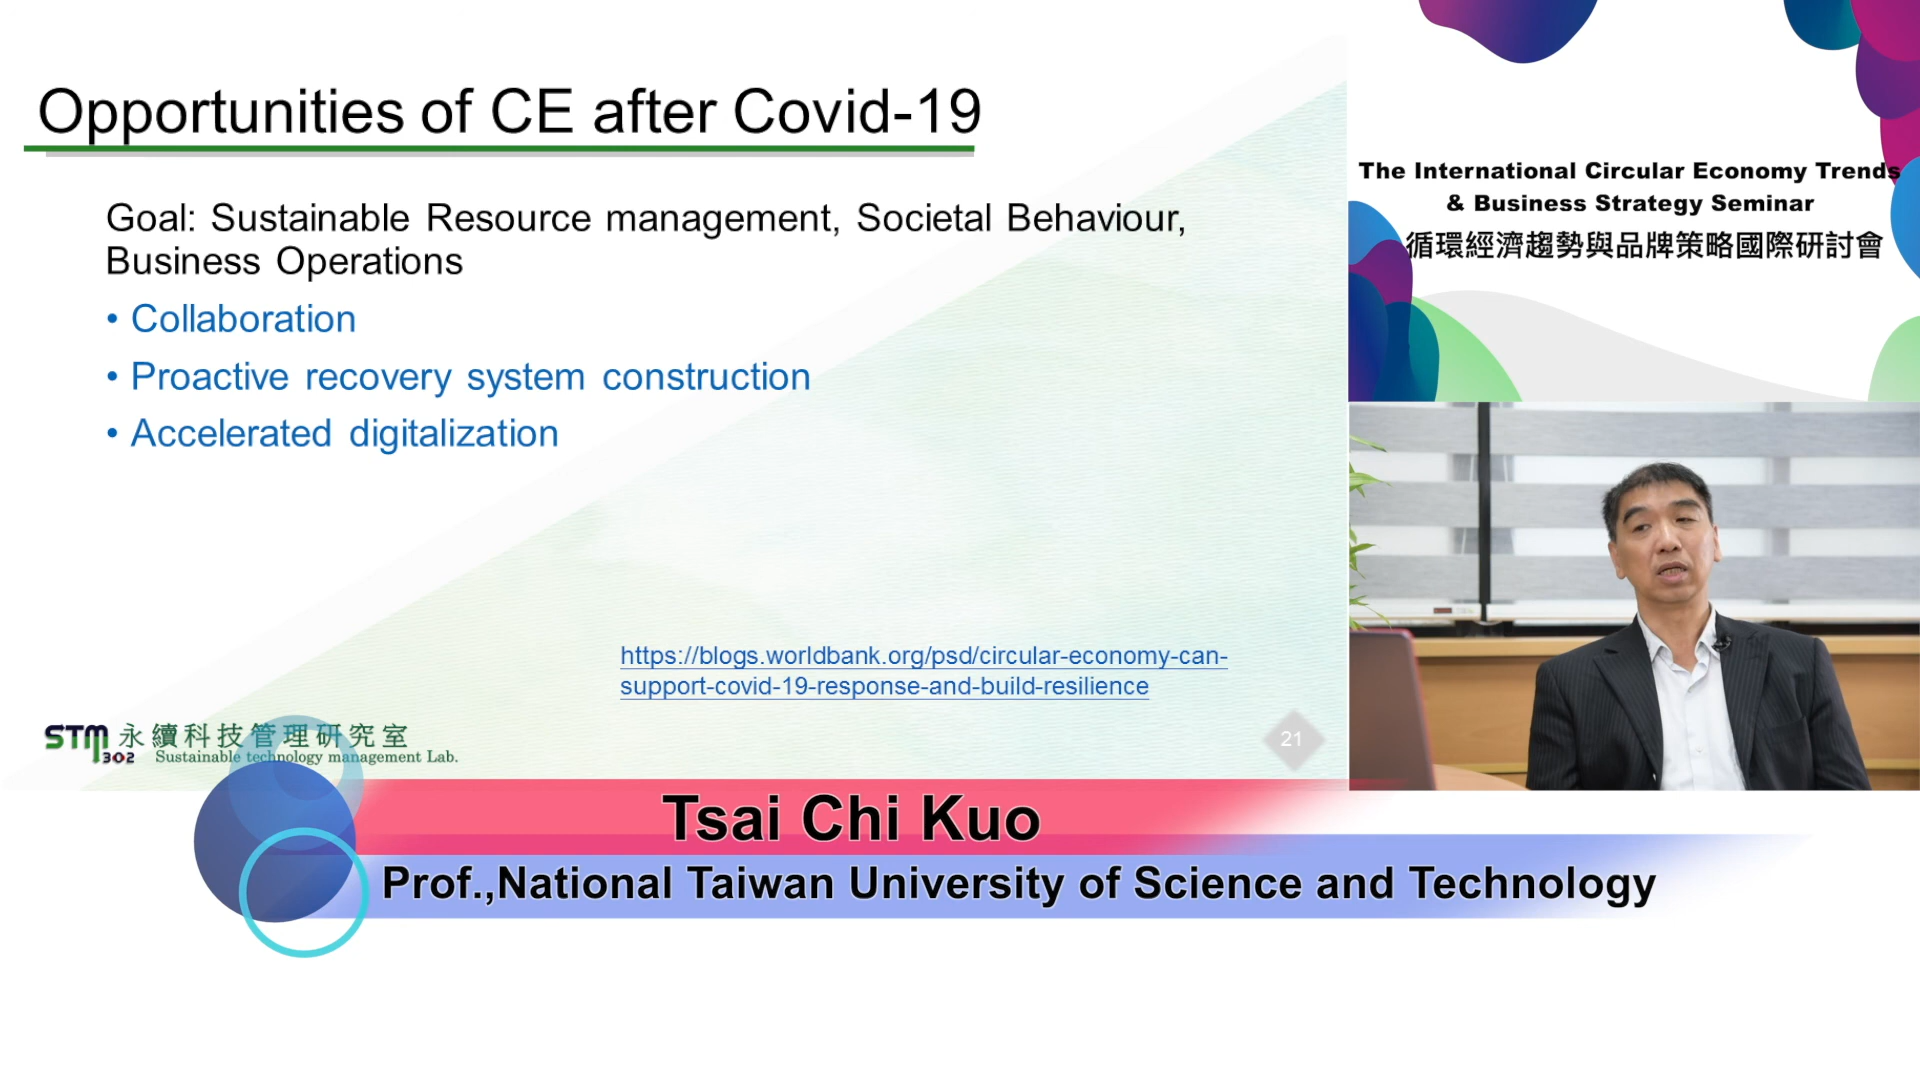 Opportunities of CE after Covid-19
Goal: Sustainable Resource management, Societal Behaviour,
Business Operations
• Collaboration
• Proactive recovery system construction
• Accelerated digitalization
https://blogs.worldbank.org/psd/circular-economy-can-
support-covid-19-response-and-build-resilience
STM 302 永續科技管理研究室
Sustainable technology management Lab.
21
The International Circular Economy Trends
& Business Strategy Seminar
循環經濟趨勢與品牌策略國際研討會
Tsai Chi Kuo
Prof.,National Taiwan University of Science and Technology